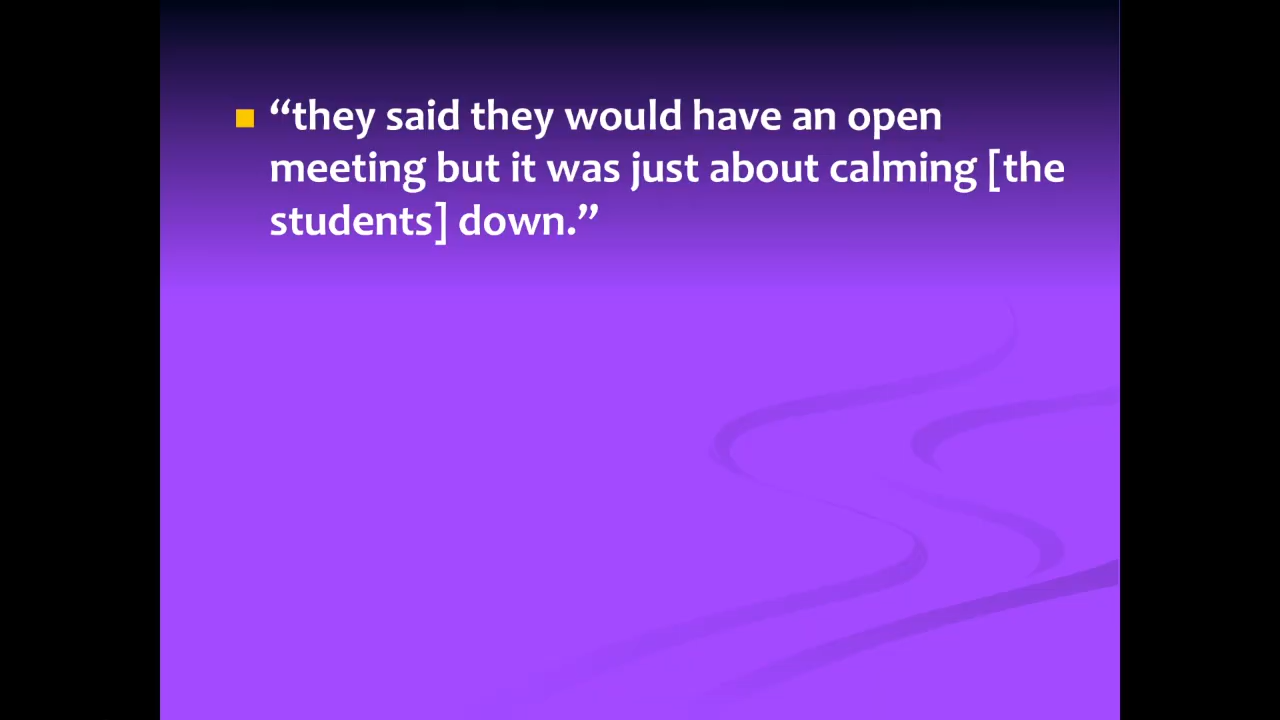 “they said they would have an open
meeting but it was just about calming [the
students] down.”